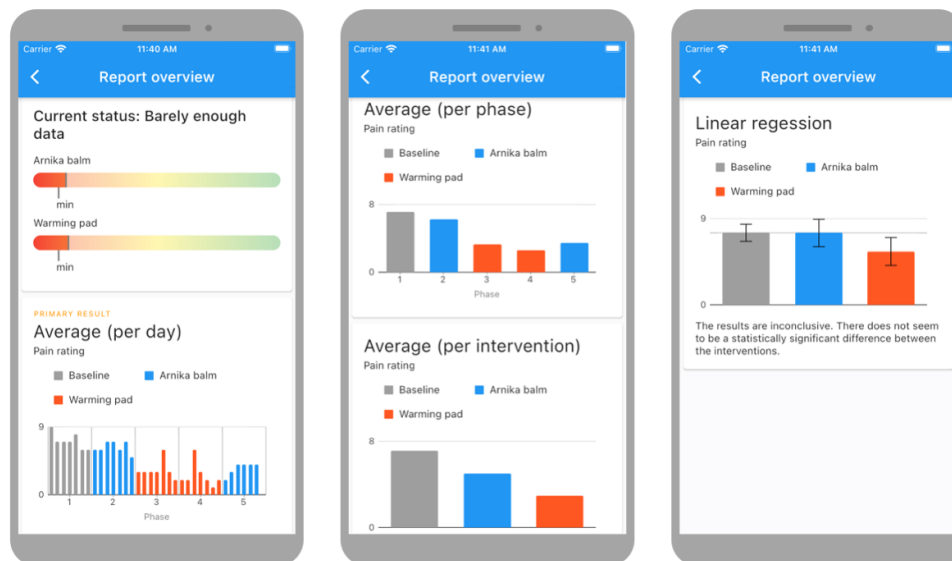 Carrier 11:40 AM
Report overview
Current status: Barely enough
data
Arnika balm
min
Warming pad
min
PRIMARY RESULT
Average (per day)
Pain rating
Baseline Arnika balm
Warming pad
9
0
1 2 3 4 5
Phase
Carrier 11:41 AM
Report overview
Average (per phase)
Pain rating
Baseline Arnika balm
Warming pad
8
0
1 2 3 4 5
Phase
Average (per intervention)
Pain rating
Baseline Arnika balm
Warming pad
8
0
Carrier 11:41 AM
Report overview
Linear regression
Pain rating
Baseline Arnika balm
Warming pad
9
0
The results are inconclusive. There does not seem
to be a statistically significant difference between
the interventions.